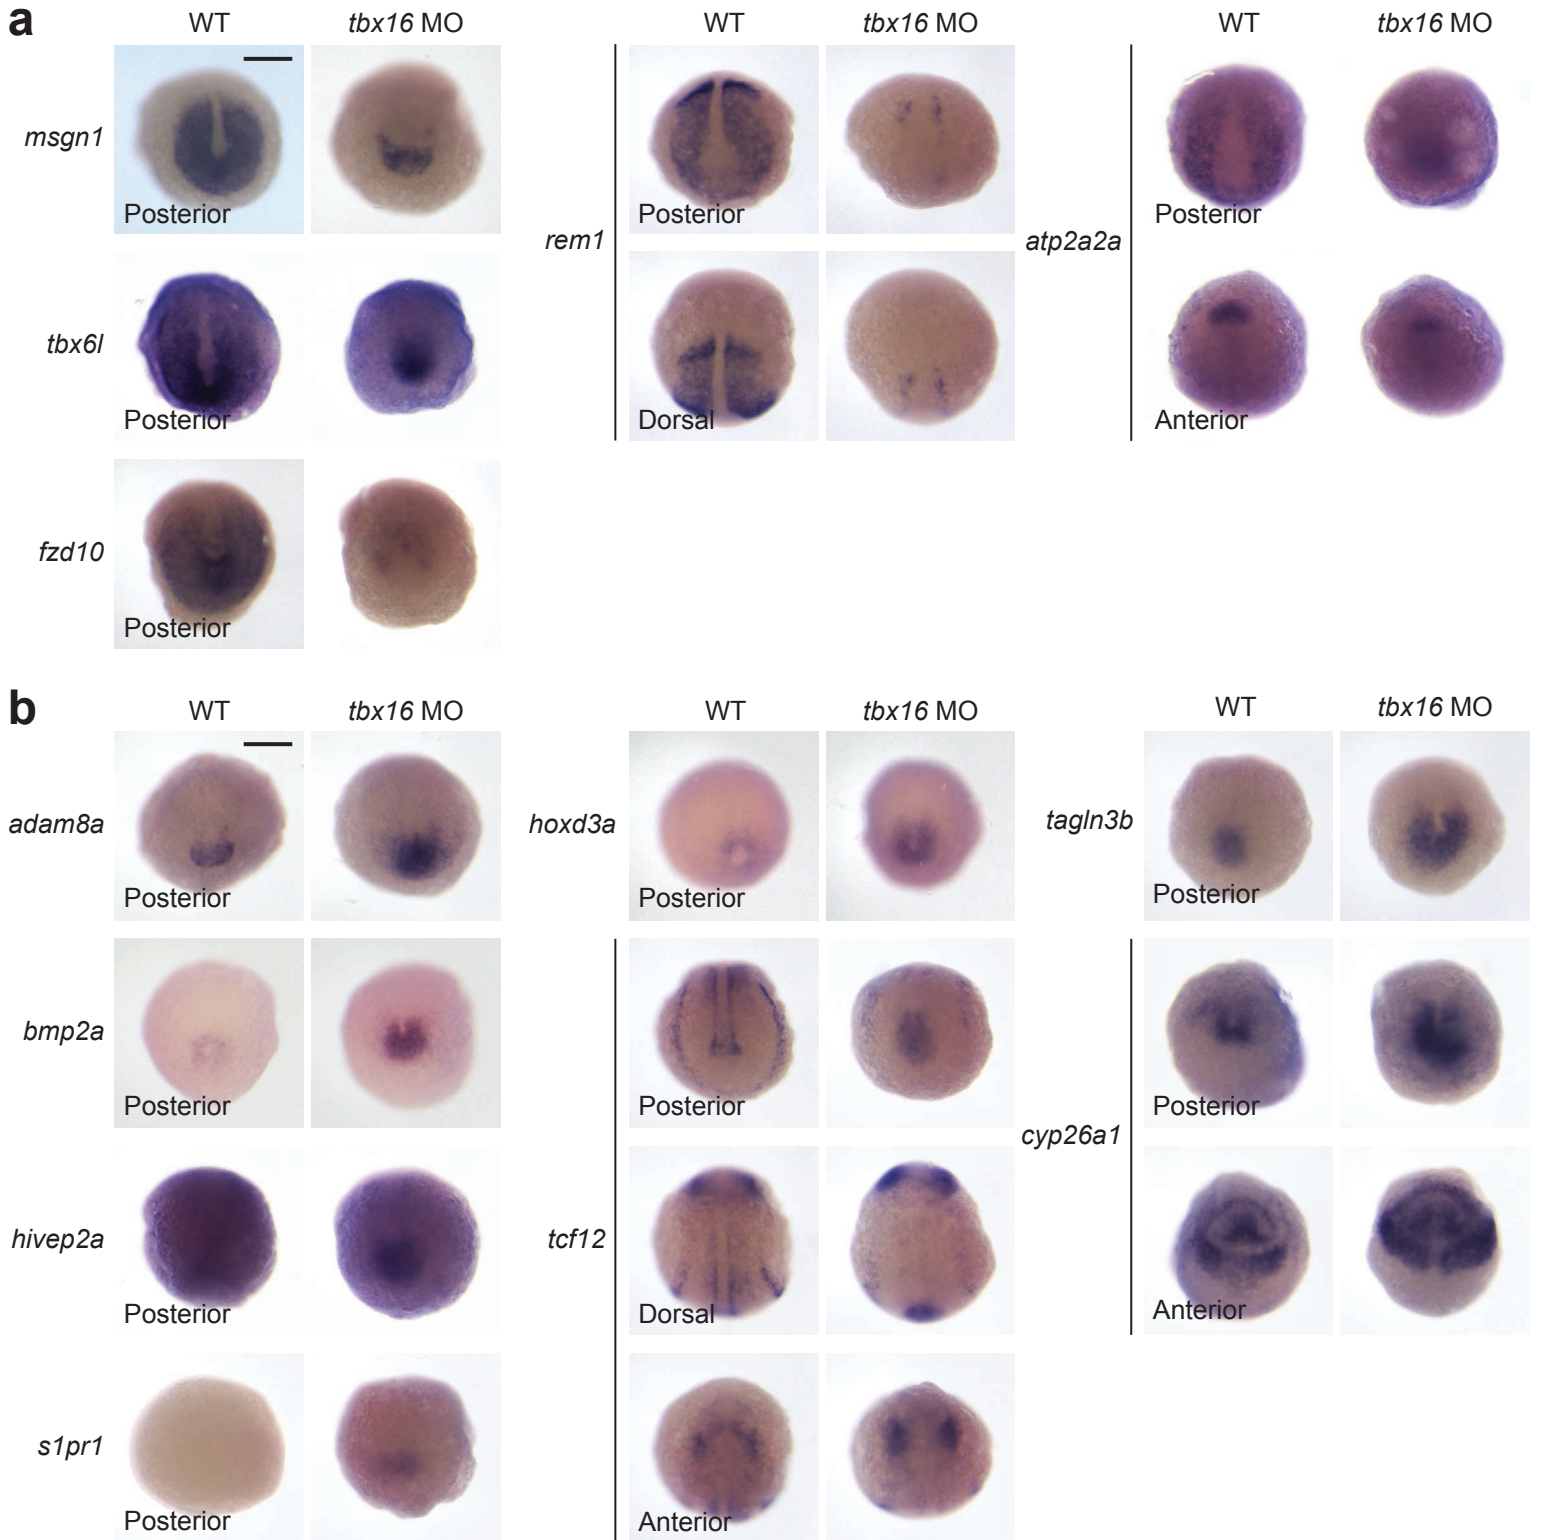 a
WT tbx16 MO WT tbx16 MO WT tbx16 MO
msgn1
Posterior
Posterior
Posterior
rem1
atp2a2a
tbx6l
Posterior
Dorsal
Anterior
fzd10
Posterior
b
WT tbx16 MO WT tbx16 MO WT tbx16 MO
adam8a
hoxd3a
tagln3b
Posterior
Posterior
Posterior
bmp2a
Posterior
Posterior
Posterior
cyp26a1
hivep2a
tcf12
Posterior
Dorsal
Anterior
s1pr1
Posterior
Anterior